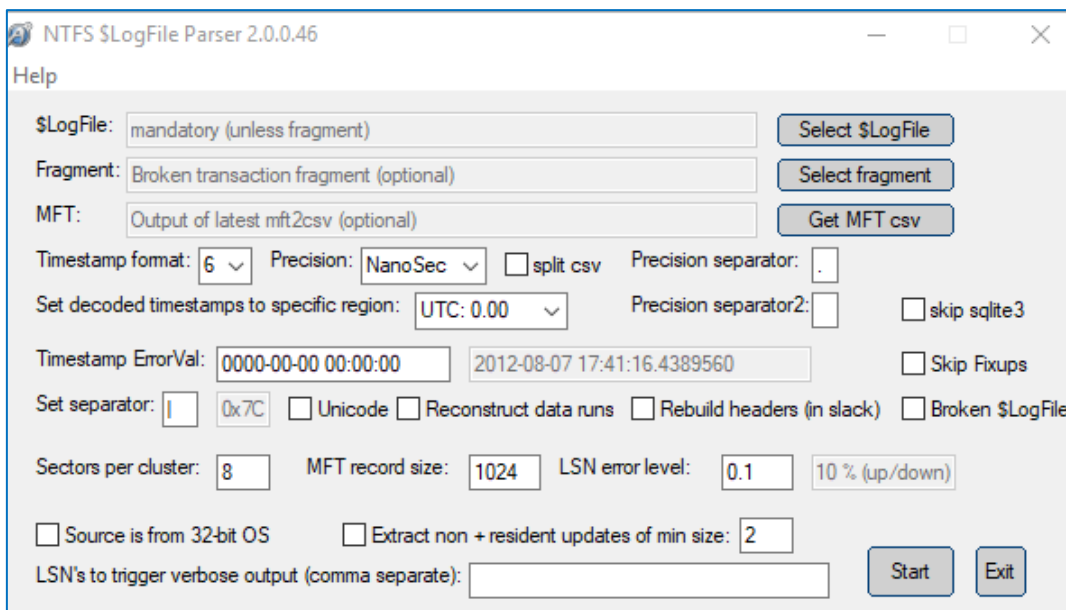 NTFS $LogFile Parser 2.0.0.46
Help
$LogFile: mandatory (unless fragment) Select $LogFile
Fragment: Broken transaction fragment (optional) Select fragment
MFT: Output of latest mft2csv (optional) Get MFT csv
Timestamp format: 6 Precision: NanoSec split csv Precision separator: .
Set decoded timestamps to specific region: UTC: 0.00 Precision separator2: skip sqlite3
Timestamp ErrorVal: 0000-00-00 00:00:00 2012-08-07 17:41:16.4389560 Skip Fixups
Set separator: | 0x7C Unicode Reconstruct data runs Rebuild headers (in slack) Broken $LogFile
Sectors per cluster: 8 MFT record size: 1024 LSN error level: 0.1 10 % (up/down)
Source is from 32-bit OS Extract non + resident updates of min size: 2
LSN's to trigger verbose output (comma separate): Start Exit